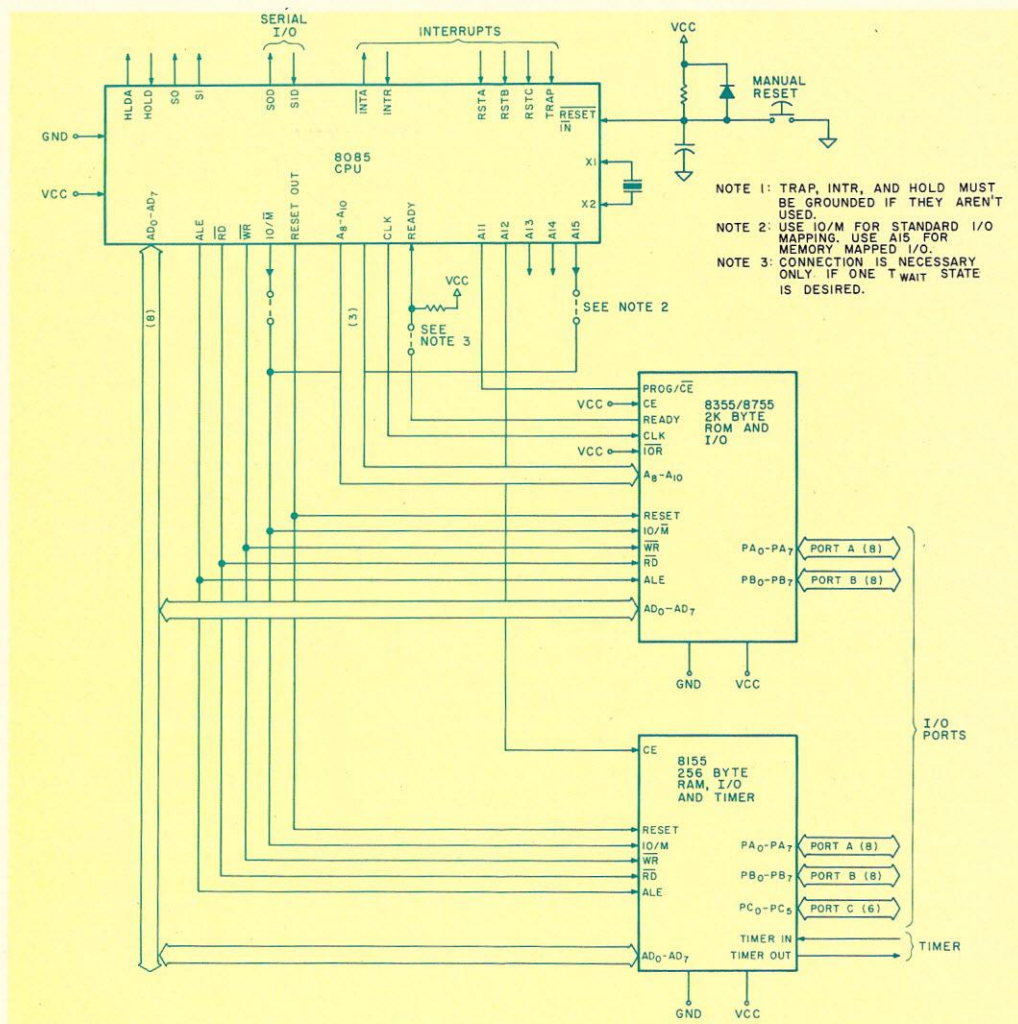 SERIAL
I/O
INTERRUPTS
VCC
HLDA
HOLD
SO
SI
SOD
SID
INTA
INTR
RSTA
RSTB
RSTC
TRAP
RESET
IN
MANUAL
RESET
GND
8085
CPU
X1
X2
VCC
AD0-AD7
ALE
RD
WR
IO/M
RESET OUT
A8-A10
CLK
READY
A11
A12
A13
A14
A15
NOTE 1: TRAP, INTR, AND HOLD MUST
BE GROUNDED IF THEY AREN'T
USED.
NOTE 2: USE IO/M FOR STANDARD I/O
MAPPING. USE A15 FOR
MEMORY MAPPED I/O.
NOTE 3: CONNECTION IS NECESSARY
ONLY IF ONE TWAIT STATE
IS DESIRED.
(8)
(3)
VCC
SEE
NOTE 3
SEE NOTE 2
PROG/CE
VCC
CE
READY
CLK
VCC
IOR
A8-A10
8355/8755
2K BYTE
ROM AND
I/O
RESET
IO/M
WR
RD
ALE
AD0-AD7
PA0-PA7
PORT A (8)
PB0-PB7
PORT B (8)
GND
VCC
I/O
PORTS
CE
8155
256 BYTE
RAM, I/O
AND TIMER
RESET
IO/M
WR
RD
ALE
AD0-AD7
PA0-PA7
PORT A (8)
PB0-PB7
PORT B (8)
PC0-PC5
PORT C (6)
TIMER IN
TIMER OUT
TIMER
GND
VCC